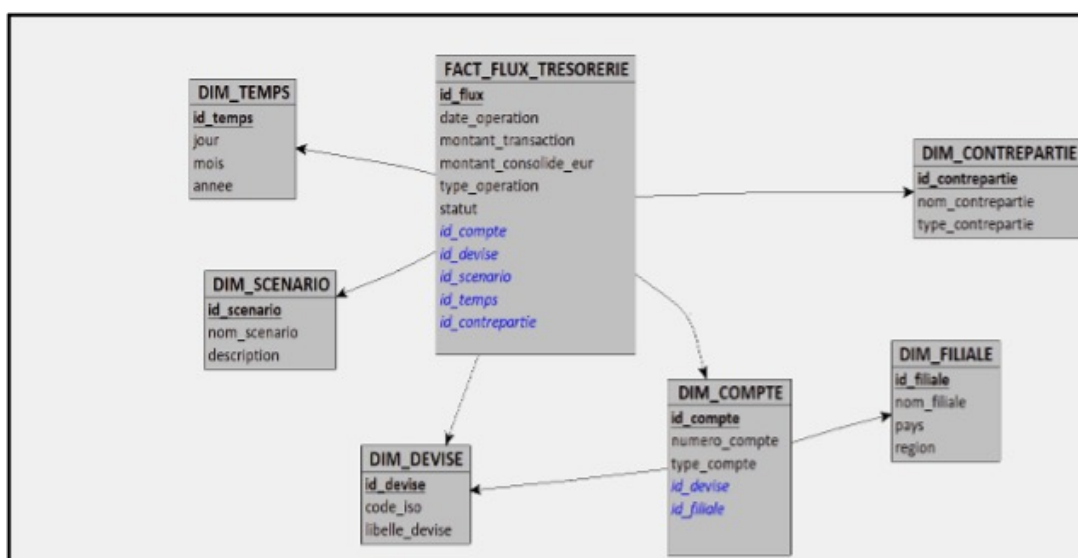 FACT_FLUX_TRESORERIE
id_flux
date_operation
montant_transaction
montant_consolide_eur
type_operation
statut
id_compte
id_devise
id_scenario
id_temps
id_contrepartie
DIM_TEMPS
id_temps
jour
mois
annee
DIM_CONTREPARTIE
id_contrepartie
nom_contrepartie
type_contrepartie
DIM_SCENARIO
id_scenario
nom_scenario
description
DIM_FILIALE
id_filiale
nom_filiale
pays
region
DIM_COMPTE
id_compte
numero_compte
type_compte
id_devise
id_filiale
DIM_DEVISE
id_devise
code_iso
libelle_devise